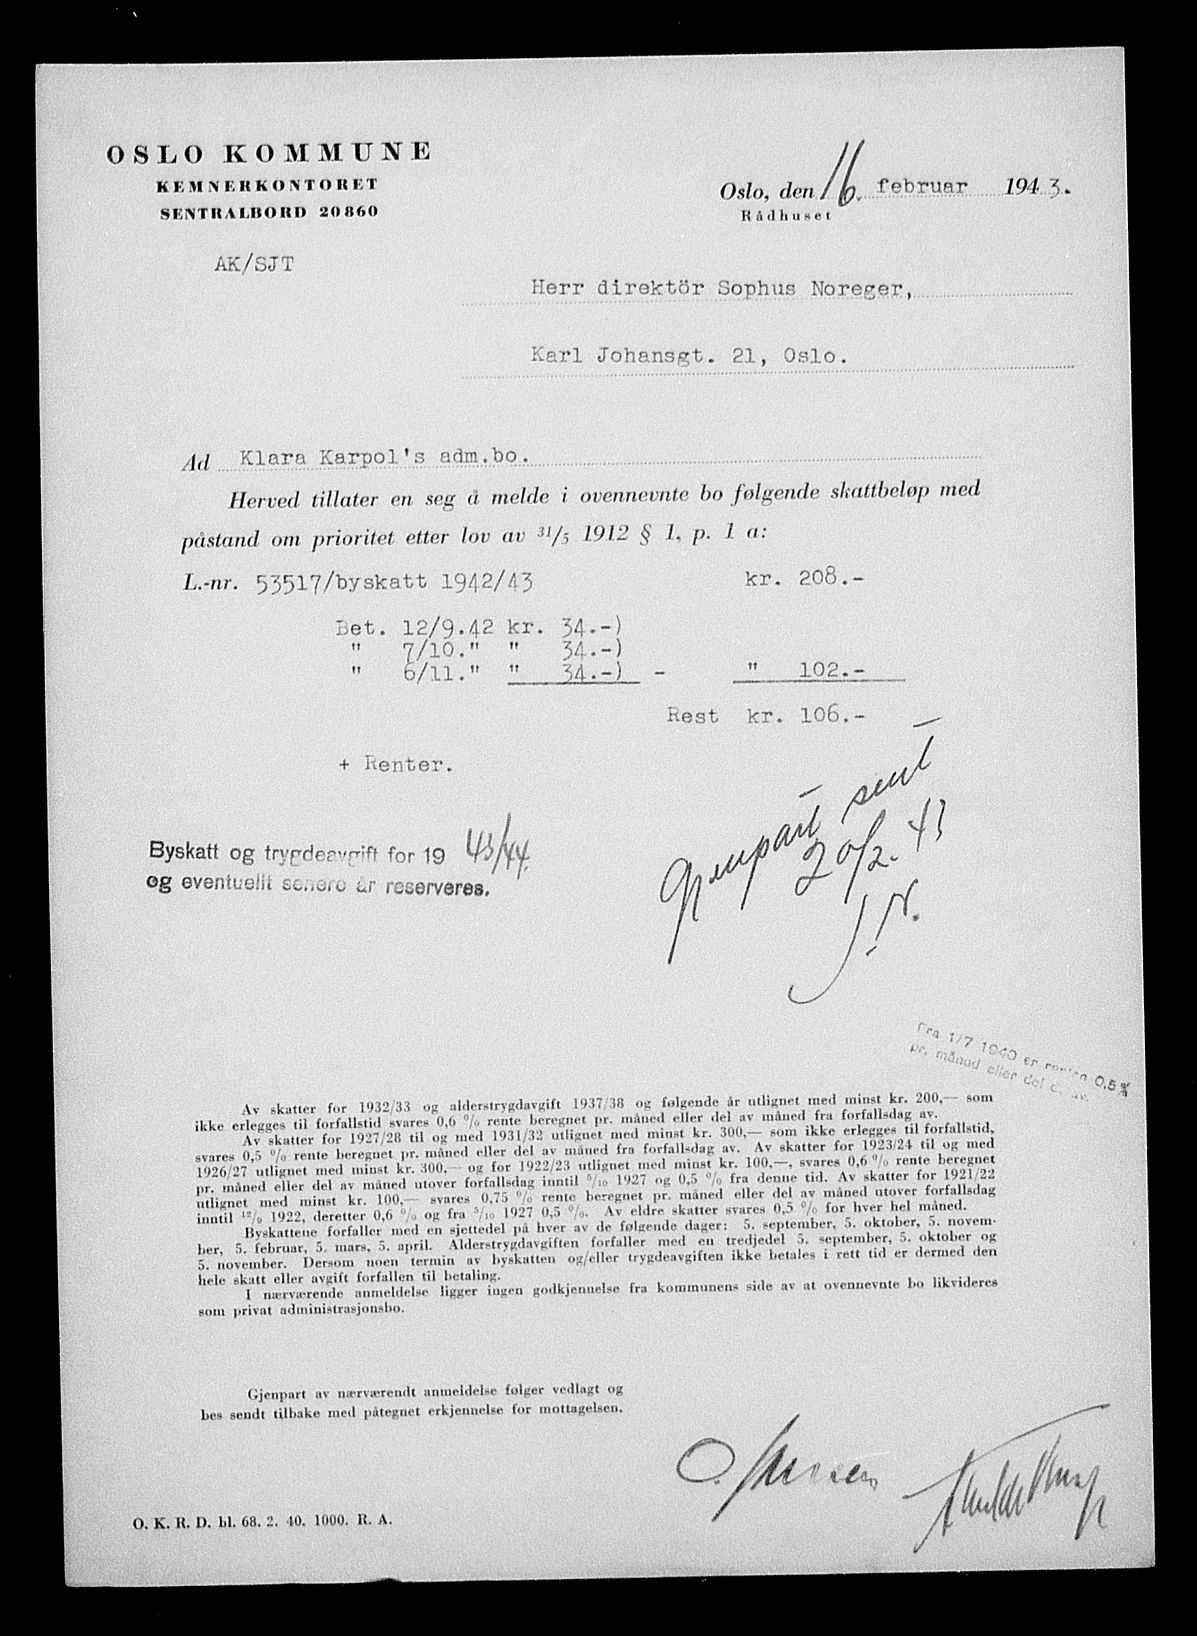 OSLO KOMMUNE
KEMNERKONTORET
SENTRALBORD 20860
Oslo, den 16. februar 1943.
Rådhuset
AK/SJT
Herr direktör Sophus Noreger,
Karl Johansgt. 21, Oslo.
Ad Klara Karpol's adm.bo.
Herved tillater en seg å melde i ovennevnte bo følgende skattbeløp med
påstand om prioritet etter lov av 31/5 1912 § 1, p. 1 a:
L.-nr. 53517/byskatt 1942/43 kr. 208.-
Bet. 12/9.42 kr. 34.-)
" 7/10." " 34.-)
" 6/11." " 34.-) - " 102.-
Rest kr. 106.-
+ Renter.
Gjenpart sent
20/2. 43
J. N.
Byskatt og trygdeavgift for 19 43/44.
og eventuellt senere år reserveres.
Fra 1/7 1940 er renten 0,5 %
pr. måned eller del d. av.
Av skatter for 1932/33 og alderstrygdavgift 1937/38 og følgende år utlignet med minst kr. 200,— som
ikke erlegges til forfallstid svares 0,6 % rente beregnet pr. måned eller del av måned fra forfallsdag av.
Av skatter for 1927/28 til og med 1931/32 utlignet med minst kr. 300,— som ikke erlegges til forfallstid,
svares 0,5 % rente beregnet pr. måned eller del av måned fra forfallsdag av. Av skatter for 1923/24 til og med
1926/27 utlignet med minst kr. 300,— og for 1922/23 utlignet med minst kr. 100,—, svares 0,6 % rente beregnet
pr. måned eller del av måned utover forfallsdag inntil 5/10 1927 og 0,5 % fra denne tid. Av skatter for 1921/22
utlignet med minst kr. 100,— svares 0,75 % rente beregnet pr. måned eller del av måned utover forfallsdag
inntil 12/9 1922, deretter 0,6 % og fra 5/10 1927 0,5 %. Av eldre skatter svares 0,5 % for hver hel måned.
Byskattene forfaller med en sjettedel på hver av de følgende dager: 5. september, 5. oktober, 5. novem-
ber, 5. februar, 5. mars, 5. april. Alderstrygdavgiften forfaller med en tredjedel 5. september, 5. oktober og
5. november. Dersom noen termin av byskatten og/eller trygdeavgiften ikke betales i rett tid er dermed den
hele skatt eller avgift forfallen til betaling.
I nærværende anmeldelse ligger ingen godkjennelse fra kommunens side av at ovennevnte bo likvideres
som privat administrasjonsbo.
Gjenpart av nærværendt anmeldelse følger vedlagt og
bes sendt tilbake med påtegnet erkjennelse for mottagelsen.
O. K. R. D. bl. 68. 2. 40. 1000. R. A.